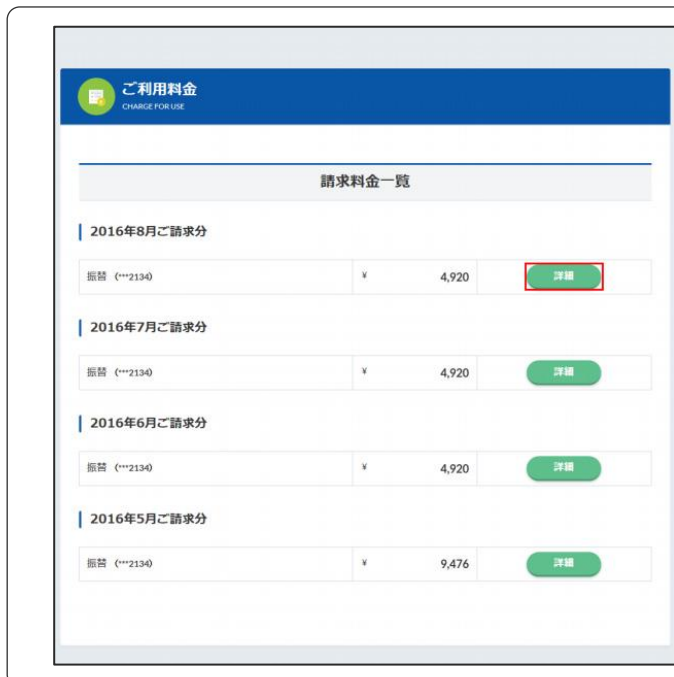 ご利用料金
CHARGE FOR USE
請求料金一覧
2016年8月ご請求分
振替 (***2134) ¥ 4,920 詳細
2016年7月ご請求分
振替 (***2134) ¥ 4,920 詳細
2016年6月ご請求分
振替 (***2134) ¥ 4,920 詳細
2016年5月ご請求分
振替 (***2134) ¥ 9,476 詳細